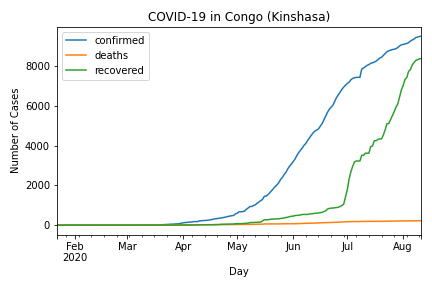 COVID-19 in Congo (Kinshasa)
confirmed
deaths
recovered
Number of Cases
8000
6000
4000
2000
0
Feb Mar Apr May Jun Jul Aug
2020
Day